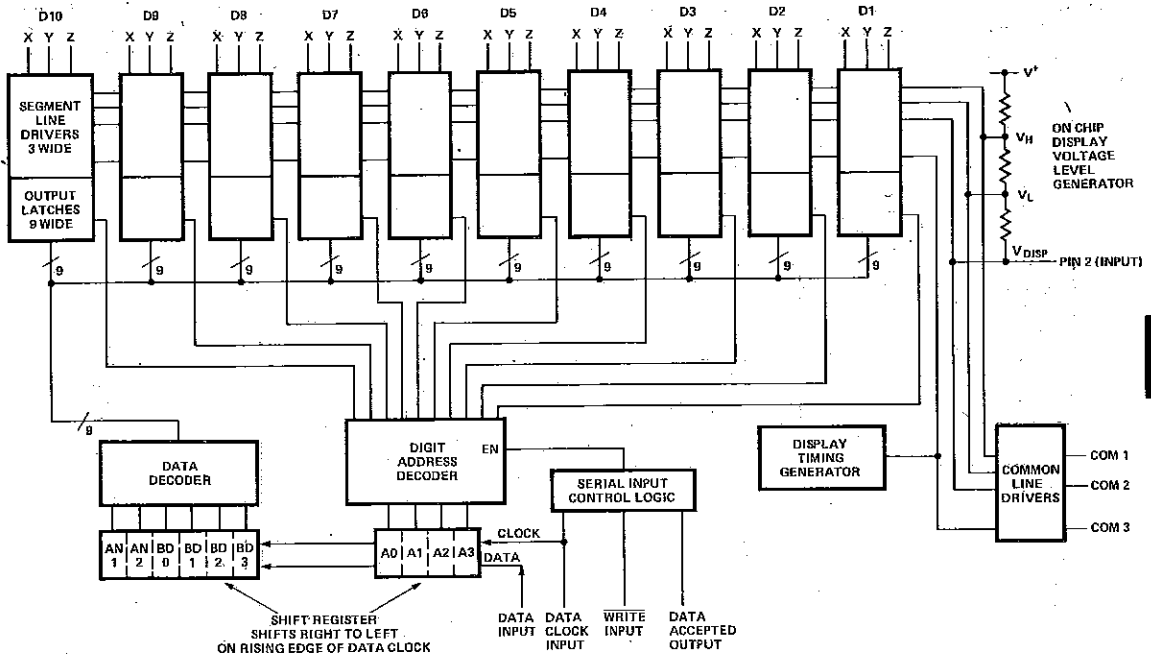 D10 D9 D8 D7 D6 D5 D4 D3 D2 D1
X Y Z X Y Z X Y Z X Y Z X Y Z X Y Z X Y Z X Y Z X Y Z X Y Z
SEGMENT
LINE
DRIVERS
3 WIDE
OUTPUT
LATCHES
9 WIDE
V+
VH
VL
VDISP
PIN 2 (INPUT)
ON CHIP
DISPLAY
VOLTAGE
LEVEL
GENERATOR
9 9 9 9 9 9 9 9 9 9
9
DATA
DECODER
DIGIT
ADDRESS
DECODER
EN
SERIAL INPUT
CONTROL LOGIC
DISPLAY
TIMING
GENERATOR
COMMON
LINE
DRIVERS
COM 1
COM 2
COM 3
AN AN BD BD BD BD
1 2 0 1 2 3
A0 A1 A2 A3
CLOCK
DATA
SHIFT REGISTER
SHIFTS RIGHT TO LEFT
ON RISING EDGE OF DATA CLOCK
DATA
INPUT
DATA
CLOCK
INPUT
WRITE
INPUT
DATA
ACCEPTED
OUTPUT